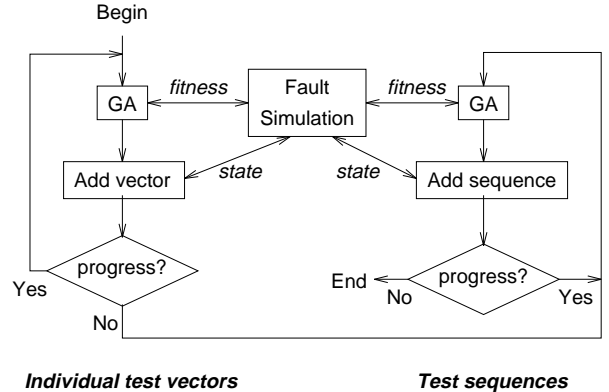 Begin
fitness
fitness
GA
Fault
Simulation
GA
Add vector
state
state
Add sequence
progress?
progress?
Yes
End
No
Yes
No
Individual test vectors
Test sequences